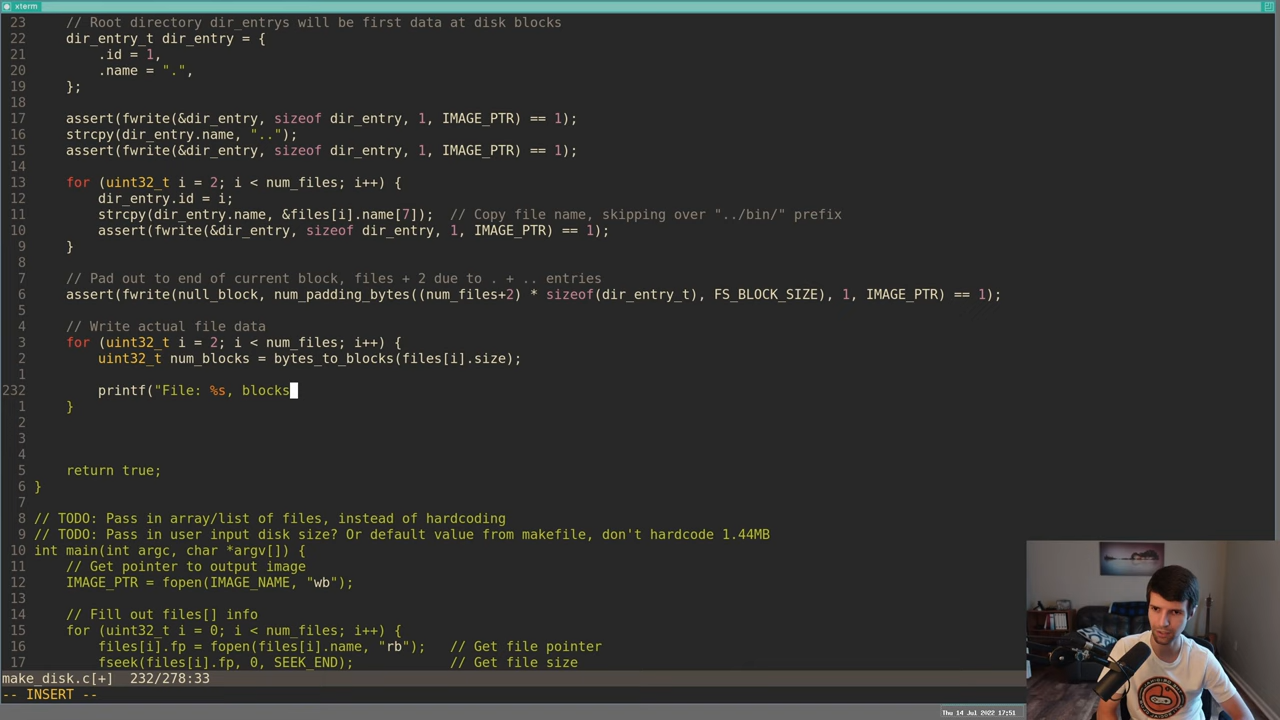 xterm
23 // Root directory dir_entrys will be first data at disk blocks
22 dir_entry_t dir_entry = {
21 .id = 1,
20 .name = ".",
19 };
18
17 assert(fwrite(&dir_entry, sizeof dir_entry, 1, IMAGE_PTR) == 1);
16 strcpy(dir_entry.name, "..");
15 assert(fwrite(&dir_entry, sizeof dir_entry, 1, IMAGE_PTR) == 1);
14
13 for (uint32_t i = 2; i < num_files; i++) {
12 dir_entry.id = i;
11 strcpy(dir_entry.name, &files[i].name[7]); // Copy file name, skipping over "../bin/" prefix
10 assert(fwrite(&dir_entry, sizeof dir_entry, 1, IMAGE_PTR) == 1);
9 }
8
7 // Pad out to end of current block, files + 2 due to . + .. entries
6 assert(fwrite(null_block, num_padding_bytes((num_files+2) * sizeof(dir_entry_t), FS_BLOCK_SIZE), 1, IMAGE_PTR) == 1);
5
4 // Write actual file data
3 for (uint32_t i = 2; i < num_files; i++) {
2 uint32_t num_blocks = bytes_to_blocks(files[i].size);
1
232 printf("File: %s, blocks
1 }
2
3
4
5 return true;
6 }
7
8 // TODO: Pass in array/list of files, instead of hardcoding
9 // TODO: Pass in user input disk size? Or default value from makefile, don't hardcode 1.44MB
10 int main(int argc, char *argv[]) {
11 // Get pointer to output image
12 IMAGE_PTR = fopen(IMAGE_NAME, "wb");
13
14 // Fill out files[] info
15 for (uint32_t i = 0; i < num_files; i++) {
16 files[i].fp = fopen(files[i].name, "rb"); // Get file pointer
17 fseek(files[i].fp, 0, SEEK_END); // Get file size
make_disk.c[+] 232/278:33
-- INSERT --
Thu 14 Jul 2022 17:51